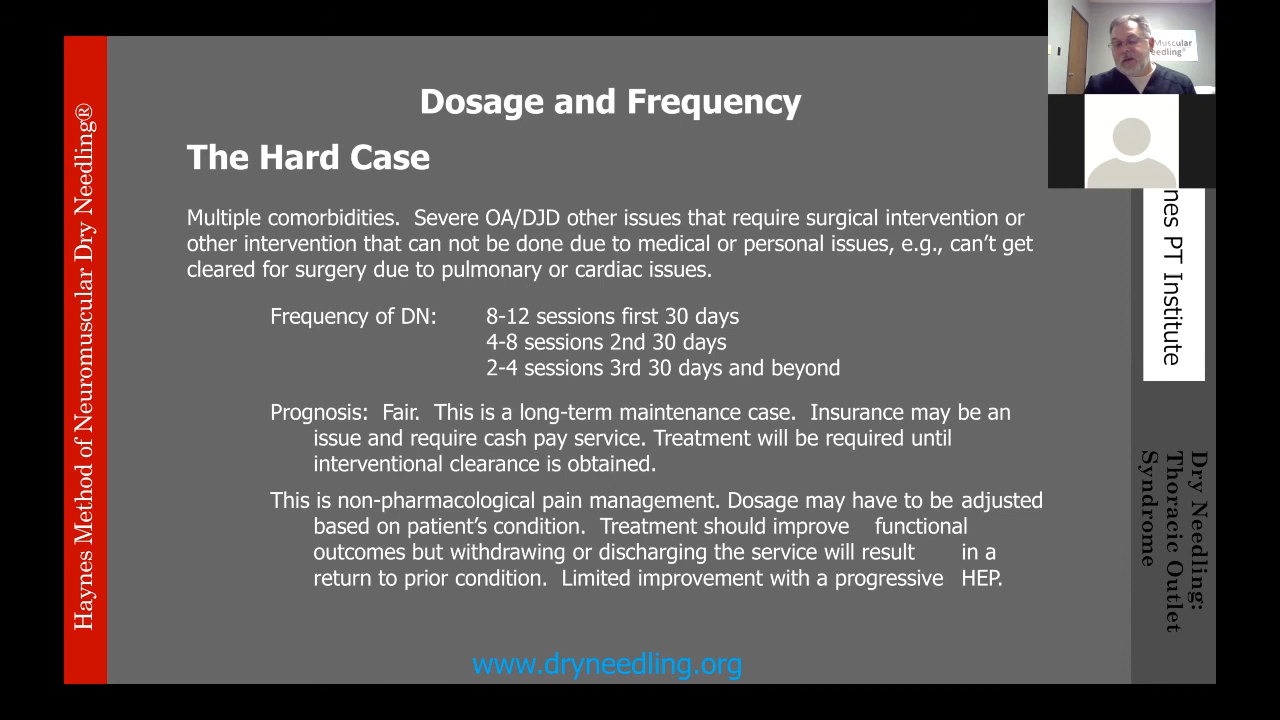 Haynes Method of Neuromuscular Dry Needling®
Dosage and Frequency
The Hard Case
Multiple comorbidities.  Severe OA/DJD other issues that require surgical intervention or
other intervention that can not be done due to medical or personal issues, e.g., can’t get
cleared for surgery due to pulmonary or cardiac issues.
Frequency of DN: 8-12 sessions first 30 days
4-8 sessions 2nd 30 days
2-4 sessions 3rd 30 days and beyond
Prognosis:  Fair.  This is a long-term maintenance case.  Insurance may be an
issue and require cash pay service. Treatment will be required until
interventional clearance is obtained.
This is non-pharmacological pain management. Dosage may have to be adjusted
based on patient’s condition.  Treatment should improve functional
outcomes but withdrawing or discharging the service will result in a
return to prior condition.  Limited improvement with a progressive HEP.
www.dryneedling.org
Muscular
eedling®
nes PT Institute
Dry Needling:
Thoracic Outlet
Syndrome